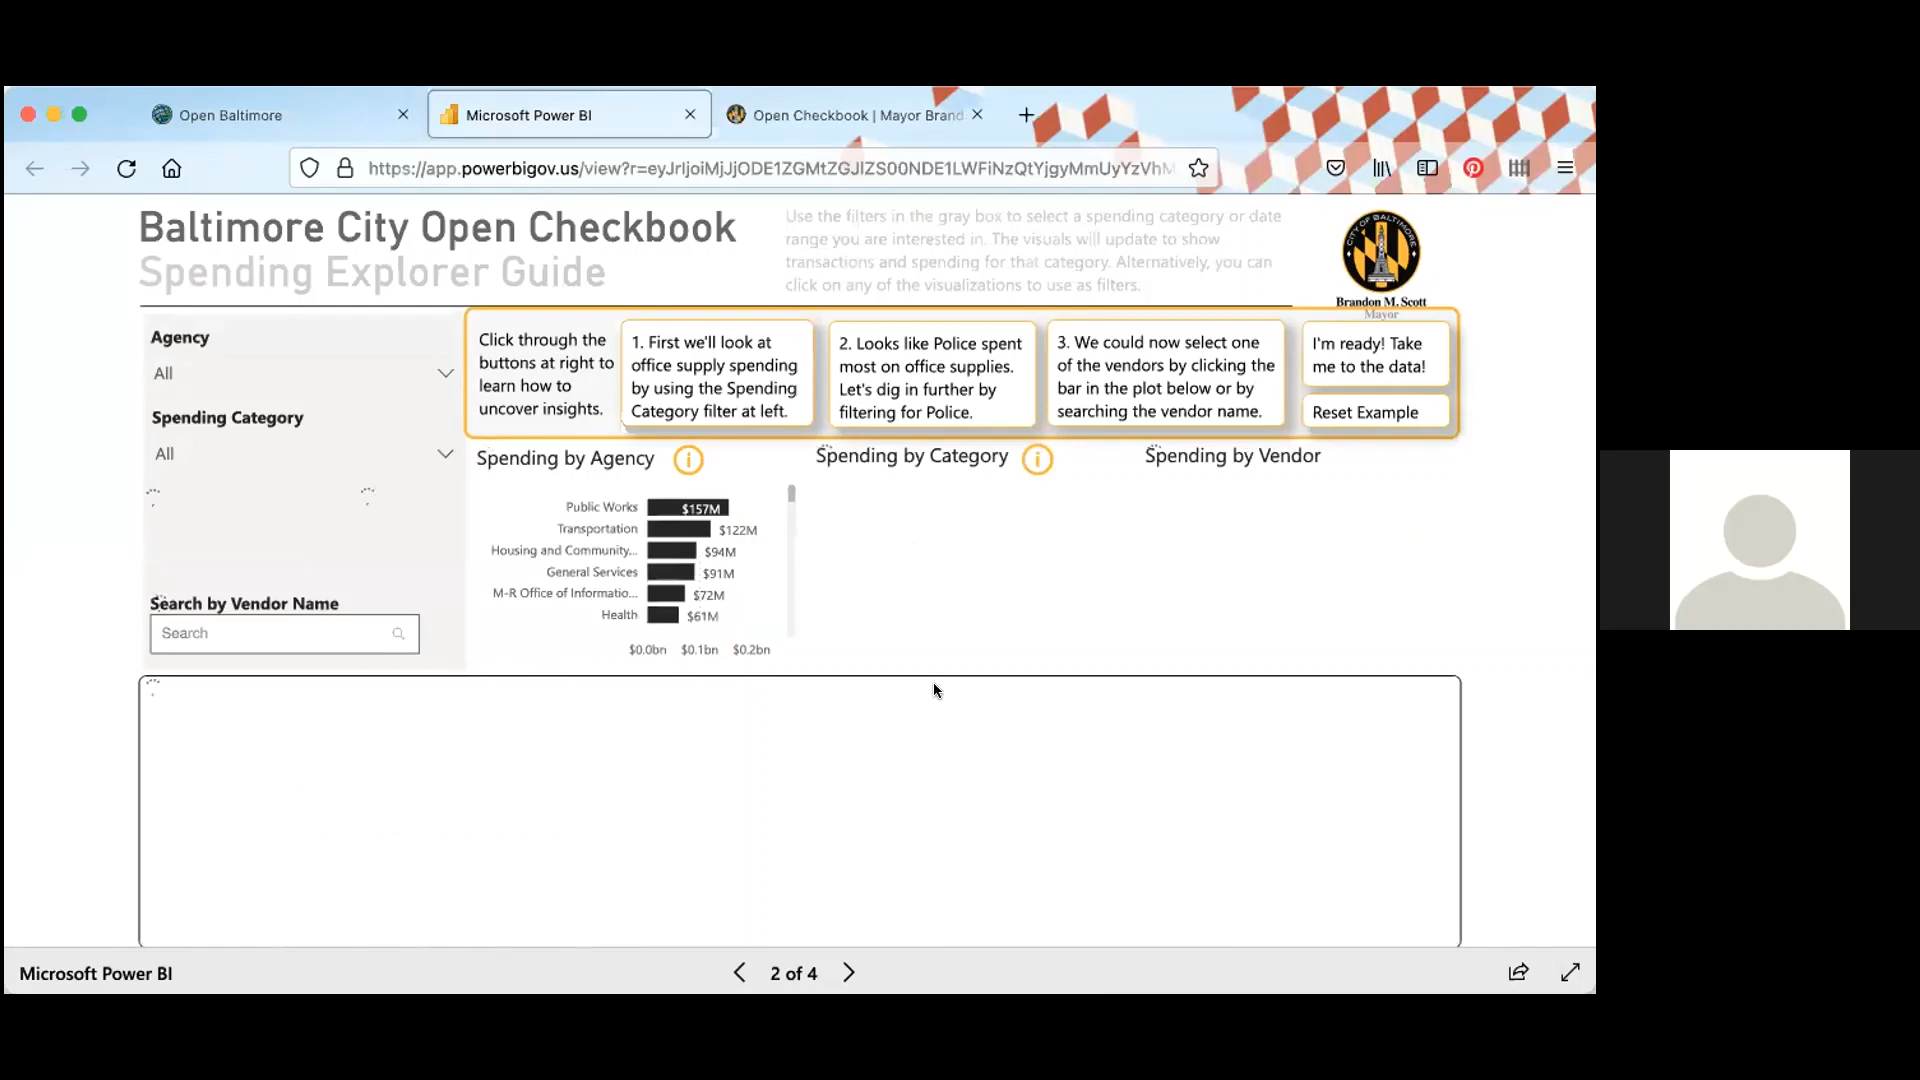 Open Baltimore
Microsoft Power BI
Open Checkbook | Mayor Brand
https://app.powerbigov.us/view?r=
Baltimore City Open Checkbook
Spending Explorer Guide
Use the filters in the gray box to select a spending category or date
range you are interested in. The visuals will update to show
transactions and spending for that category. Alternatively, you can
click on any of the visualizations to use as filters.
CITY OF BALTIMORE
Brandon M. Scott
Mayor
Agency
All
Spending Category
All
Search by Vendor Name
Search
Click through the
buttons at right to
learn how to
uncover insights.
1. First we'll look at
office supply spending
by using the Spending
Category filter at left.
2. Looks like Police spent
most on office supplies.
Let's dig in further by
filtering for Police.
3. We could now select one
of the vendors by clicking the
bar in the plot below or by
searching the vendor name.
I'm ready! Take
me to the data!
Reset Example
Spending by Agency
Spending by Category
Spending by Vendor
Public Works $157M
Transportation $122M
Housing and Community... $94M
General Services $91M
M-R Office of Informatio... $72M
Health $61M
$0.0bn $0.1bn $0.2bn
Microsoft Power BI
2 of 4